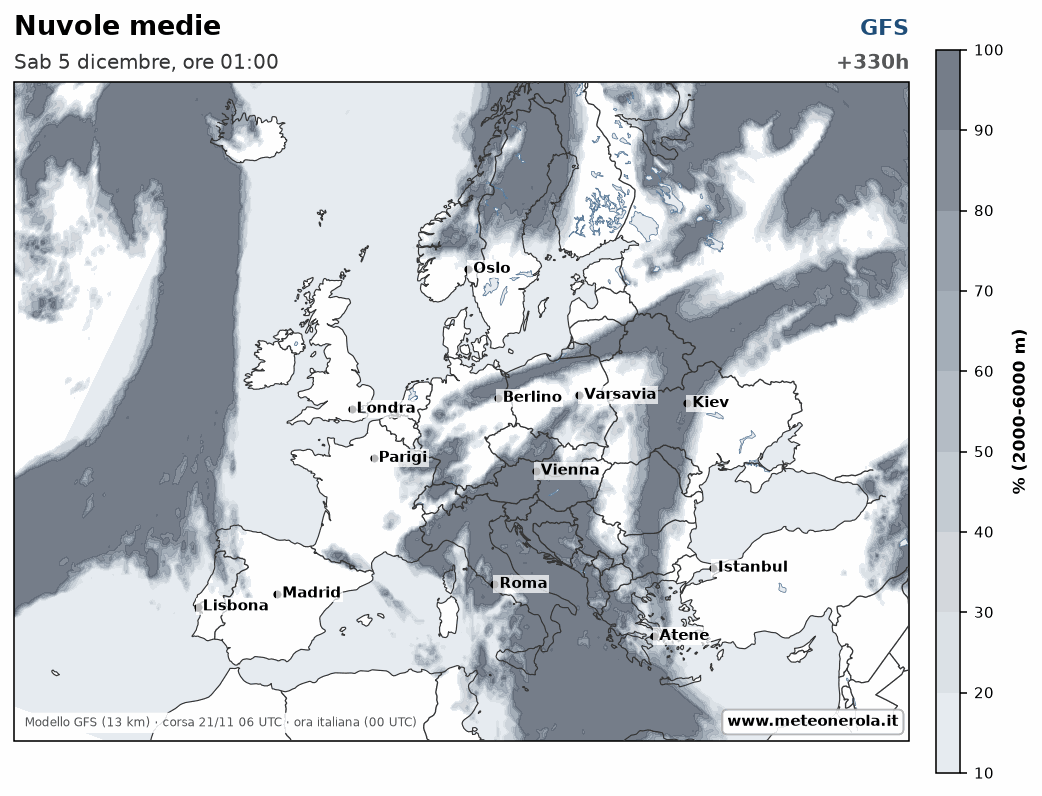 Nuvole medie
GFS
Sab 5 dicembre, ore 01:00
+330h
100
90
80
70
60
50
40
30
20
10
% (2000-6000 m)
Oslo
Berlino
Varsavia
Londra
Kiev
Parigi
Vienna
Istanbul
Roma
Madrid
Lisbona
Atene
Modello GFS (13 km) · corsa 21/11 06 UTC · ora italiana (00 UTC)
www.meteonerola.it